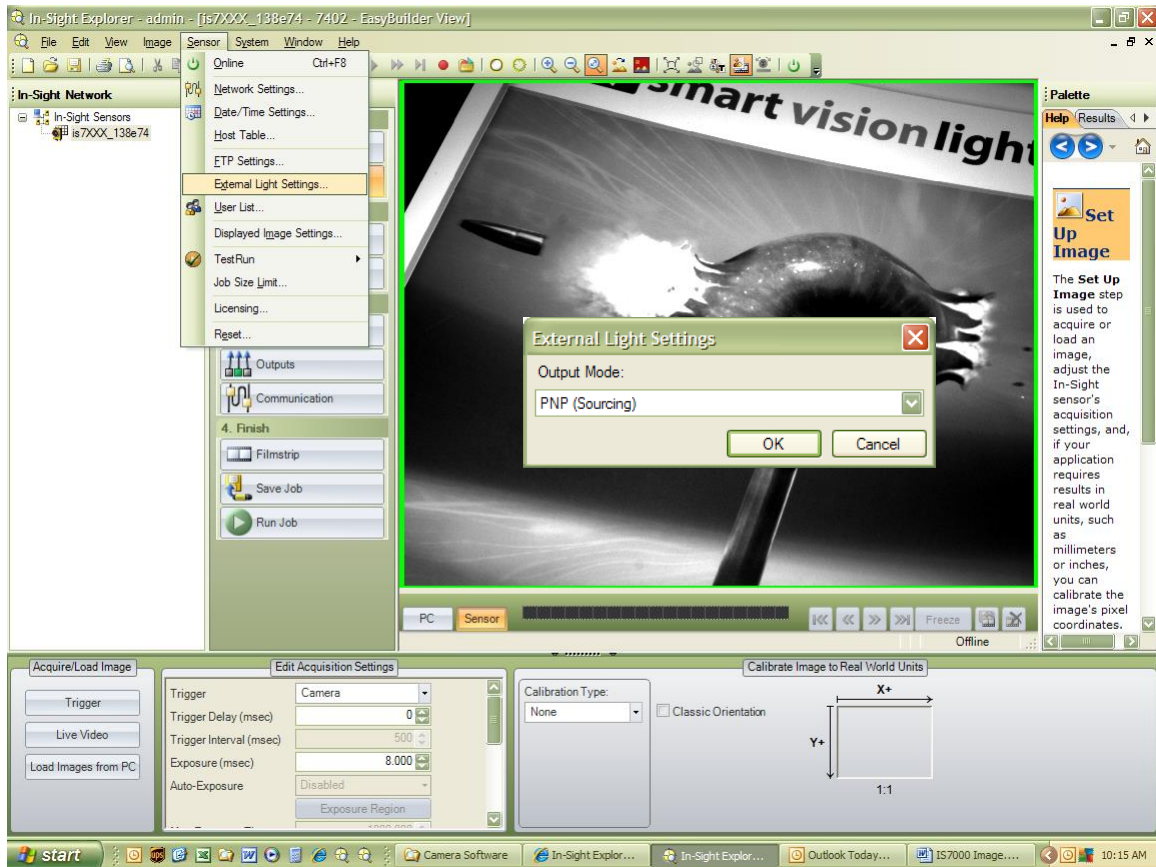 In-Sight Explorer - admin - [is7XXX_138e74 - 7402 - EasyBuilder View]
File Edit View Image Sensor System Window Help
In-Sight Network
In-Sight Sensors
is7XXX_138e74
Online Ctrl+F8
Network Settings...
Date/Time Settings...
Host Table...
FTP Settings...
External Light Settings...
User List...
Displayed Image Settings...
TestRun
Job Size Limit...
Licensing...
Reset...
Outputs
Communication
4. Finish
Filmstrip
Save Job
Run Job
smart vision light
External Light Settings
Output Mode:
PNP (Sourcing)
OK Cancel
PC Sensor
Freeze
Offline
Palette
Help Results
Set
Up
Image
The Set Up
Image step
is used to
acquire or
load an
image,
adjust the
In-Sight
sensor's
acquisition
settings, and,
if your
application
requires
results in
real world
units, such
as
millimeters
or inches,
you can
calibrate the
image's pixel
coordinates.
Acquire/Load Image
Trigger
Live Video
Load Images from PC
Edit Acquisition Settings
Trigger Camera
Trigger Delay (msec) 0
Trigger Interval (msec) 500
Exposure (msec) 8.000
Auto-Exposure Disabled
Exposure Region
Calibrate Image to Real World Units
Calibration Type:
None
Classic Orientation
X+
Y+
1:1
start
Camera Software
In-Sight Explor...
In-Sight Explor...
Outlook Today...
IS7000 Image....
10:15 AM